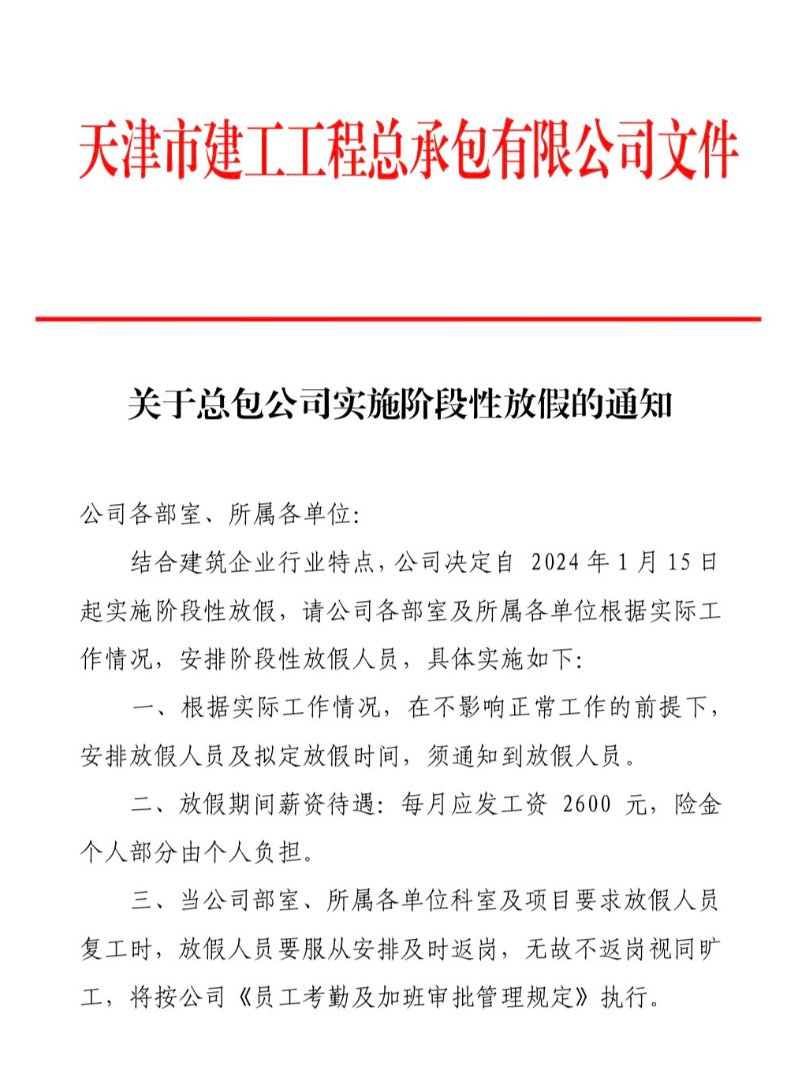 天津市建工工程总承包有限公司文件
关于总包公司实施阶段性放假的通知
公司各部室、所属各单位：
结合建筑企业行业特点，公司决定自 2024 年 1 月 15 日
起实施阶段性放假，请公司各部室及所属各单位根据实际工
作情况，安排阶段性放假人员，具体实施如下：
一、根据实际工作情况，在不影响正常工作的前提下，
安排放假人员及拟定放假时间，须通知到放假人员。
二、放假期间薪资待遇：每月应发工资 2600 元，险金
个人部分由个人负担。
三、当公司部室、所属各单位科室及项目要求放假人员
复工时，放假人员要服从安排及时返岗，无故不返岗视同旷
工，将按公司《员工考勤及加班审批管理规定》执行。